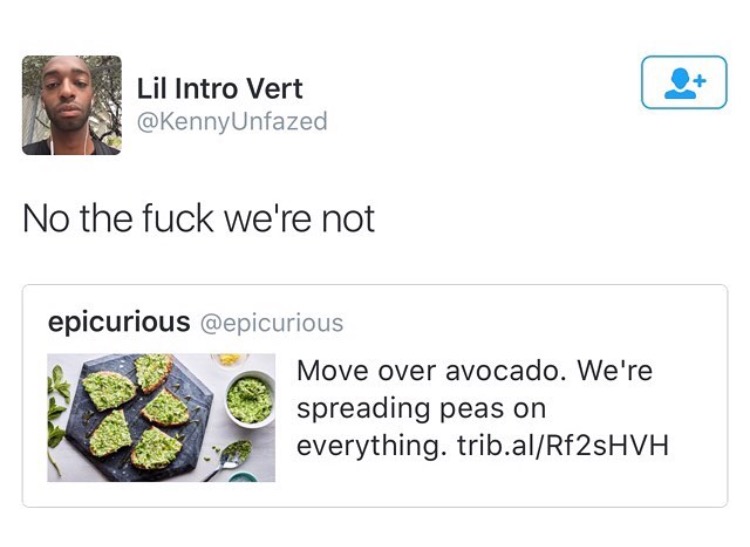 Lil Intro Vert
@KennyUnfazed
No the fuck we're not
epicurious @epicurious
Move over avocado. We're
spreading peas on
everything. trib.al/Rf2sHVH